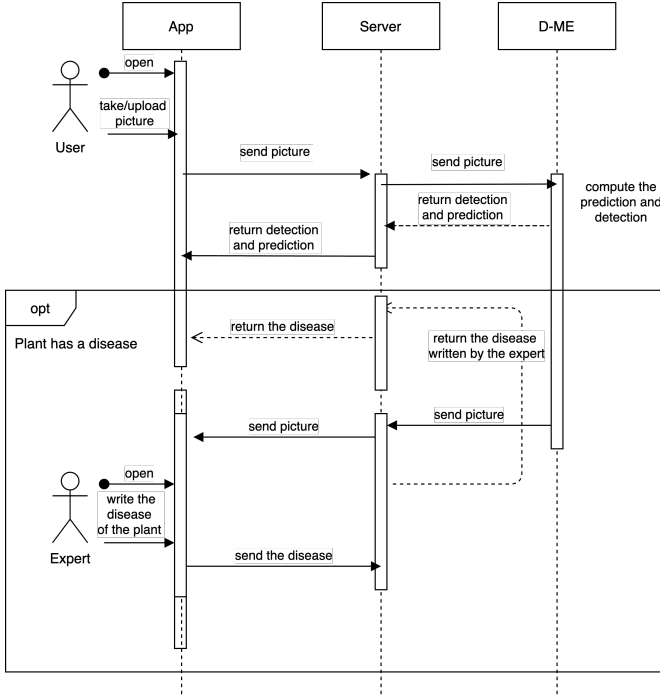 App
Server
D-ME
open
take/upload
picture
User
send picture
send picture
compute the
prediction and
detection
return detection
and prediction
return detection
and prediction
opt
Plant has a disease
return the disease
return the disease
written by the expert
send picture
send picture
open
write the
disease
of the plant
Expert
send the disease